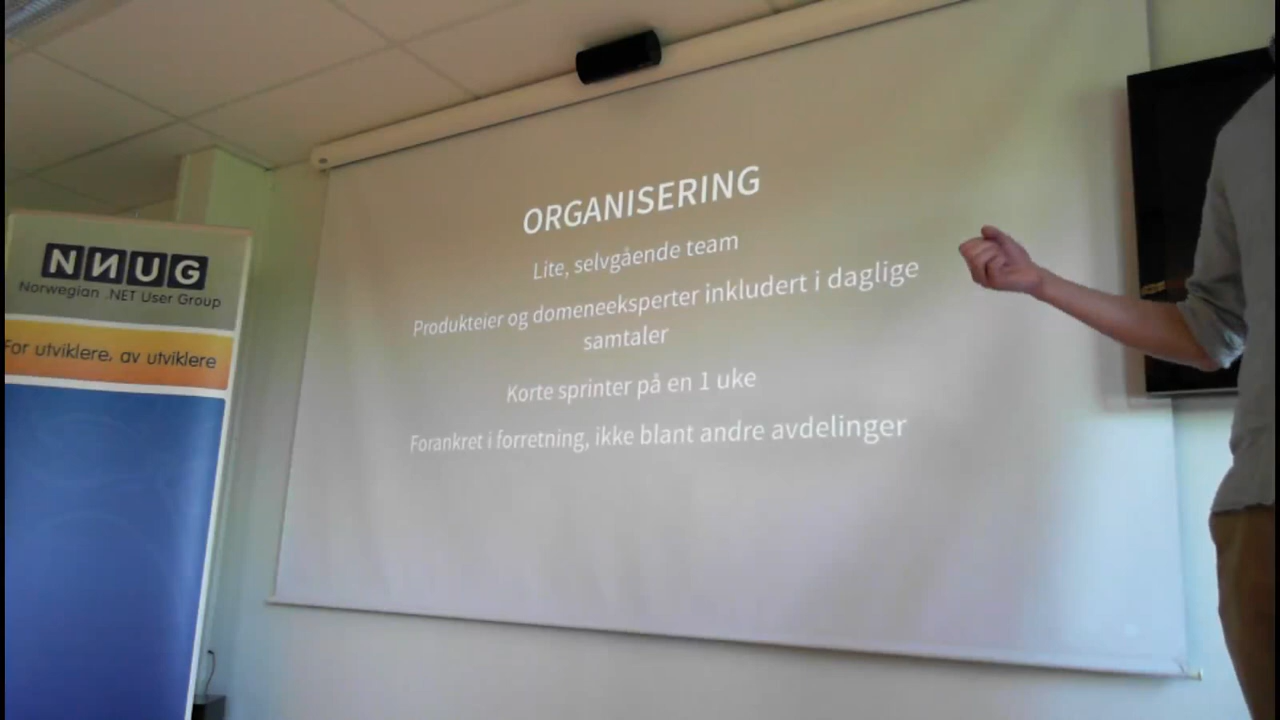 NNUG
Norwegian .NET User Group
For utviklere, av utviklere
ORGANISERING
Lite, selvgående team
Produkteier og domeneeksperter inkludert i daglige
samtaler
Korte sprinter på en 1 uke
Forankret i forretning, ikke blant andre avdelinger